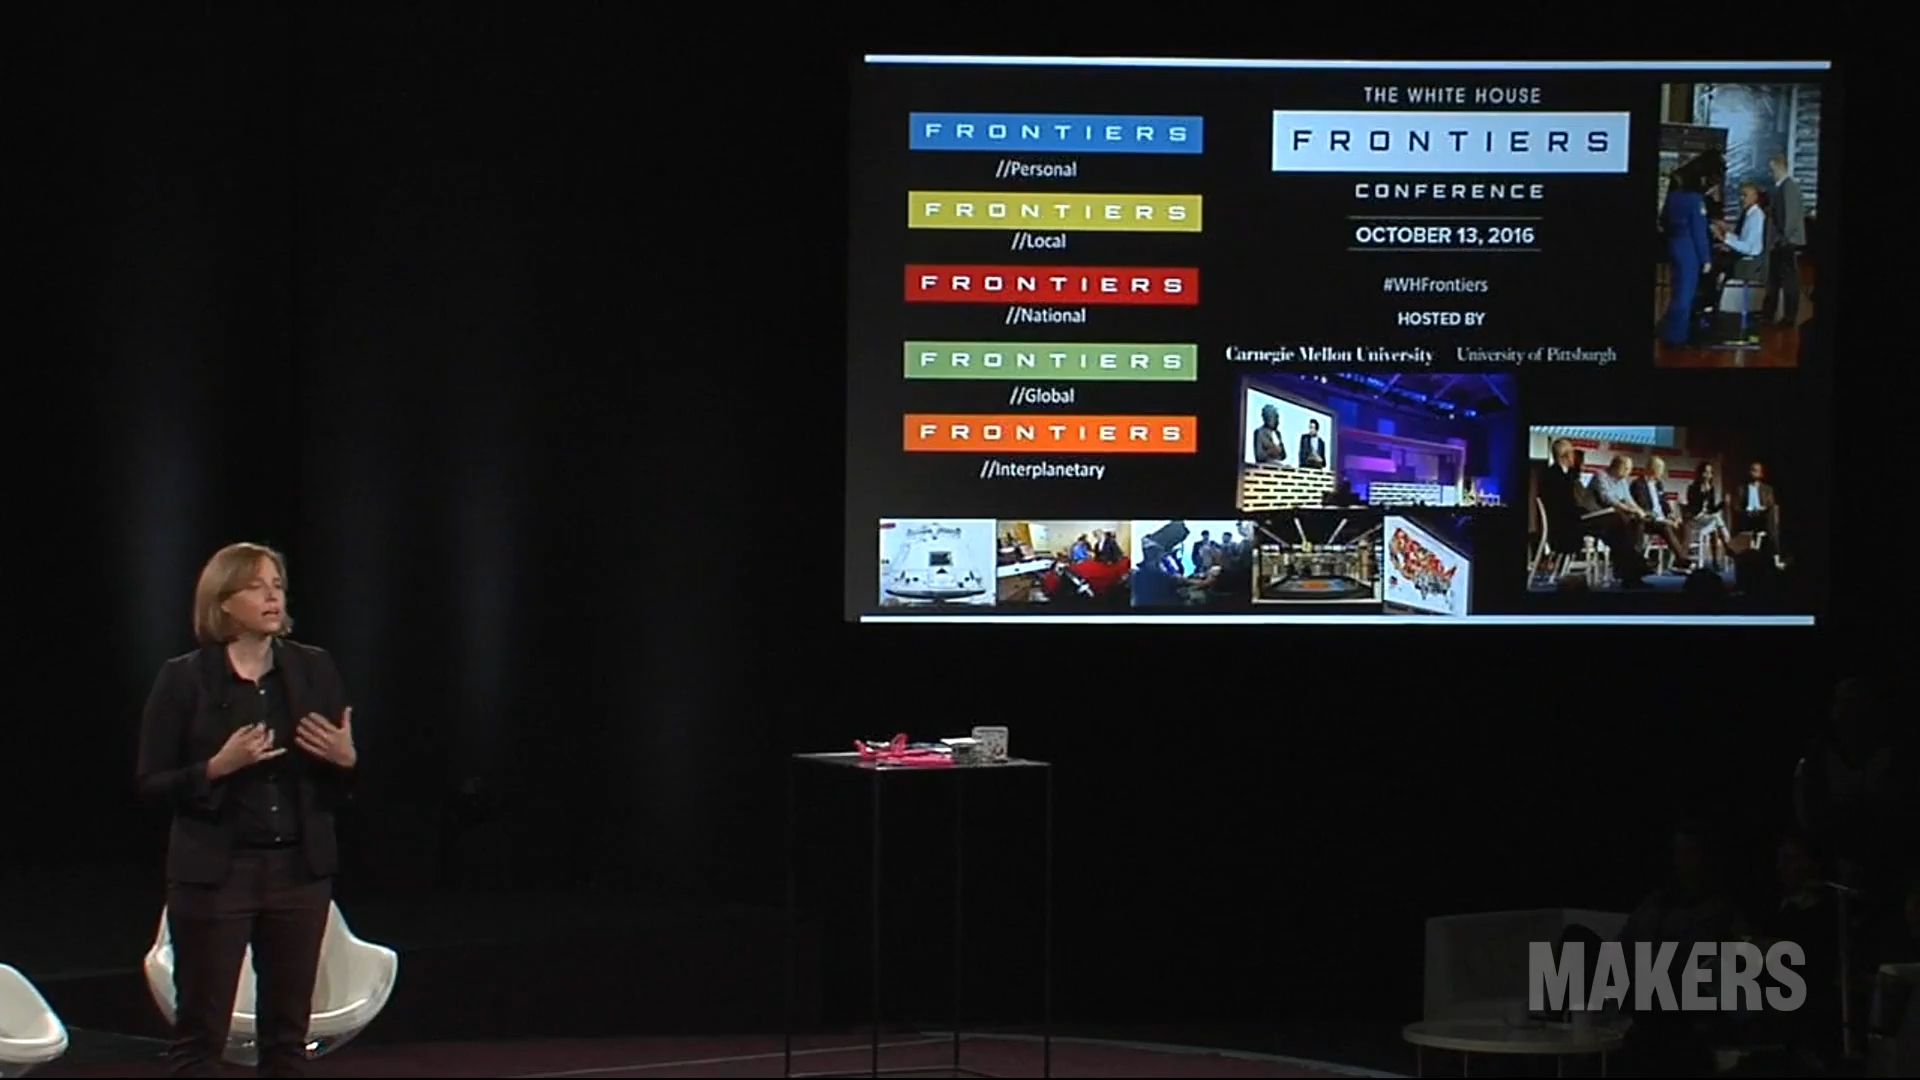 FRONTIERS
//Personal
FRONTIERS
//Local
FRONTIERS
//National
FRONTIERS
//Global
FRONTIERS
//Interplanetary
THE WHITE HOUSE
FRONTIERS
CONFERENCE
OCTOBER 13, 2016
#WHFrontiers
HOSTED BY
Carnegie Mellon University University of Pittsburgh
MAKERS